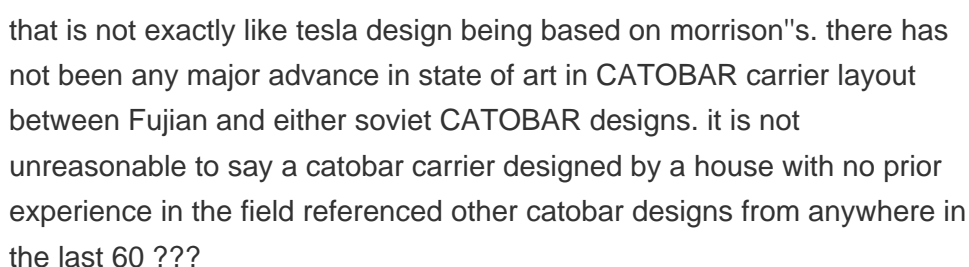 that is not exactly like tesla design being based on morrison"s. there has
not been any major advance in state of art in CATOBAR carrier layout
between Fujian and either soviet CATOBAR designs. it is not
unreasonable to say a catobar carrier designed by a house with no prior
experience in the field referenced other catobar designs from anywhere in
the last 60 ???